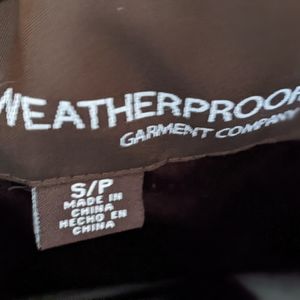 WEATHERPROOF
GARMENT COMPANY
S/P
MADE IN
CHINA
HECHO EN
CHINA